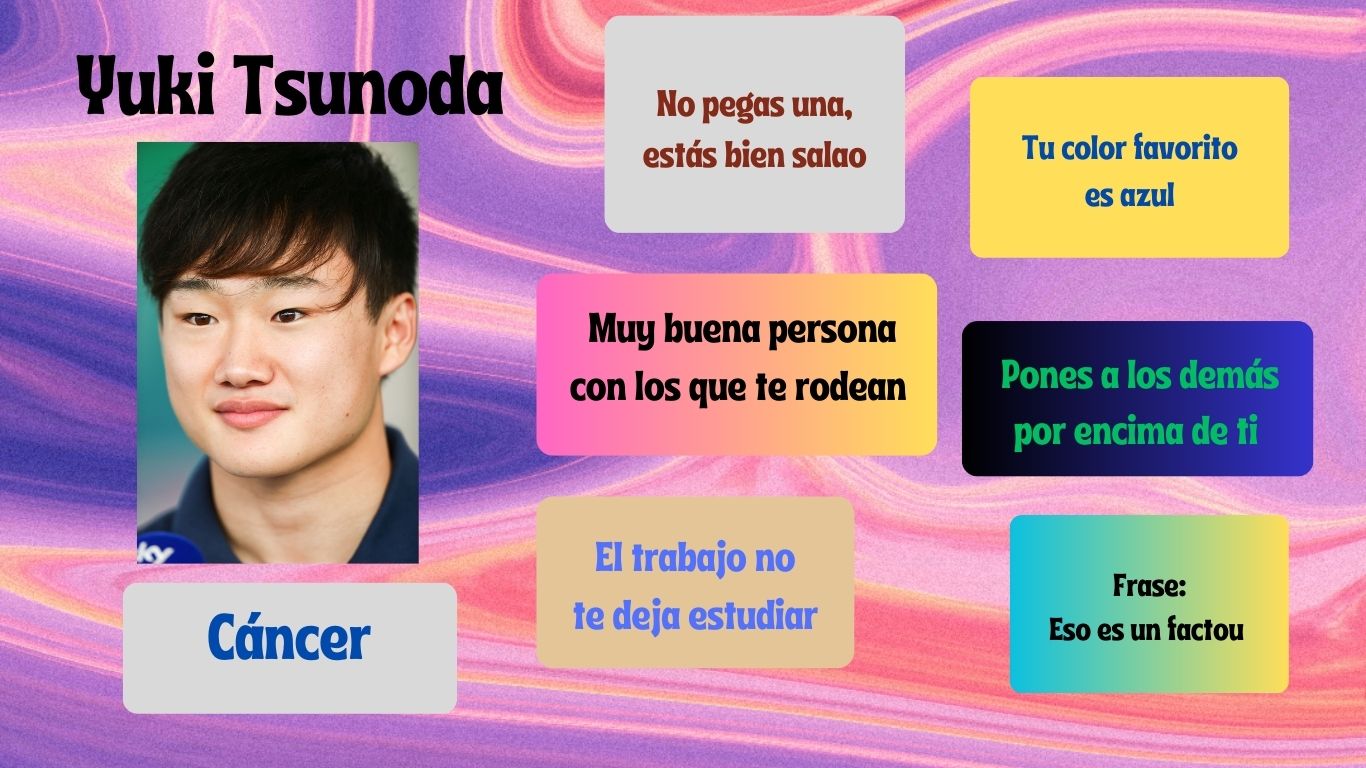 Yuki Tsunoda
No pegas una,
estás bien salao
Tu color favorito
es azul
Muy buena persona
con los que te rodean
Pones a los demás
por encima de ti
El trabajo no
te deja estudiar
Frase:
Eso es un factou
Cáncer
ky